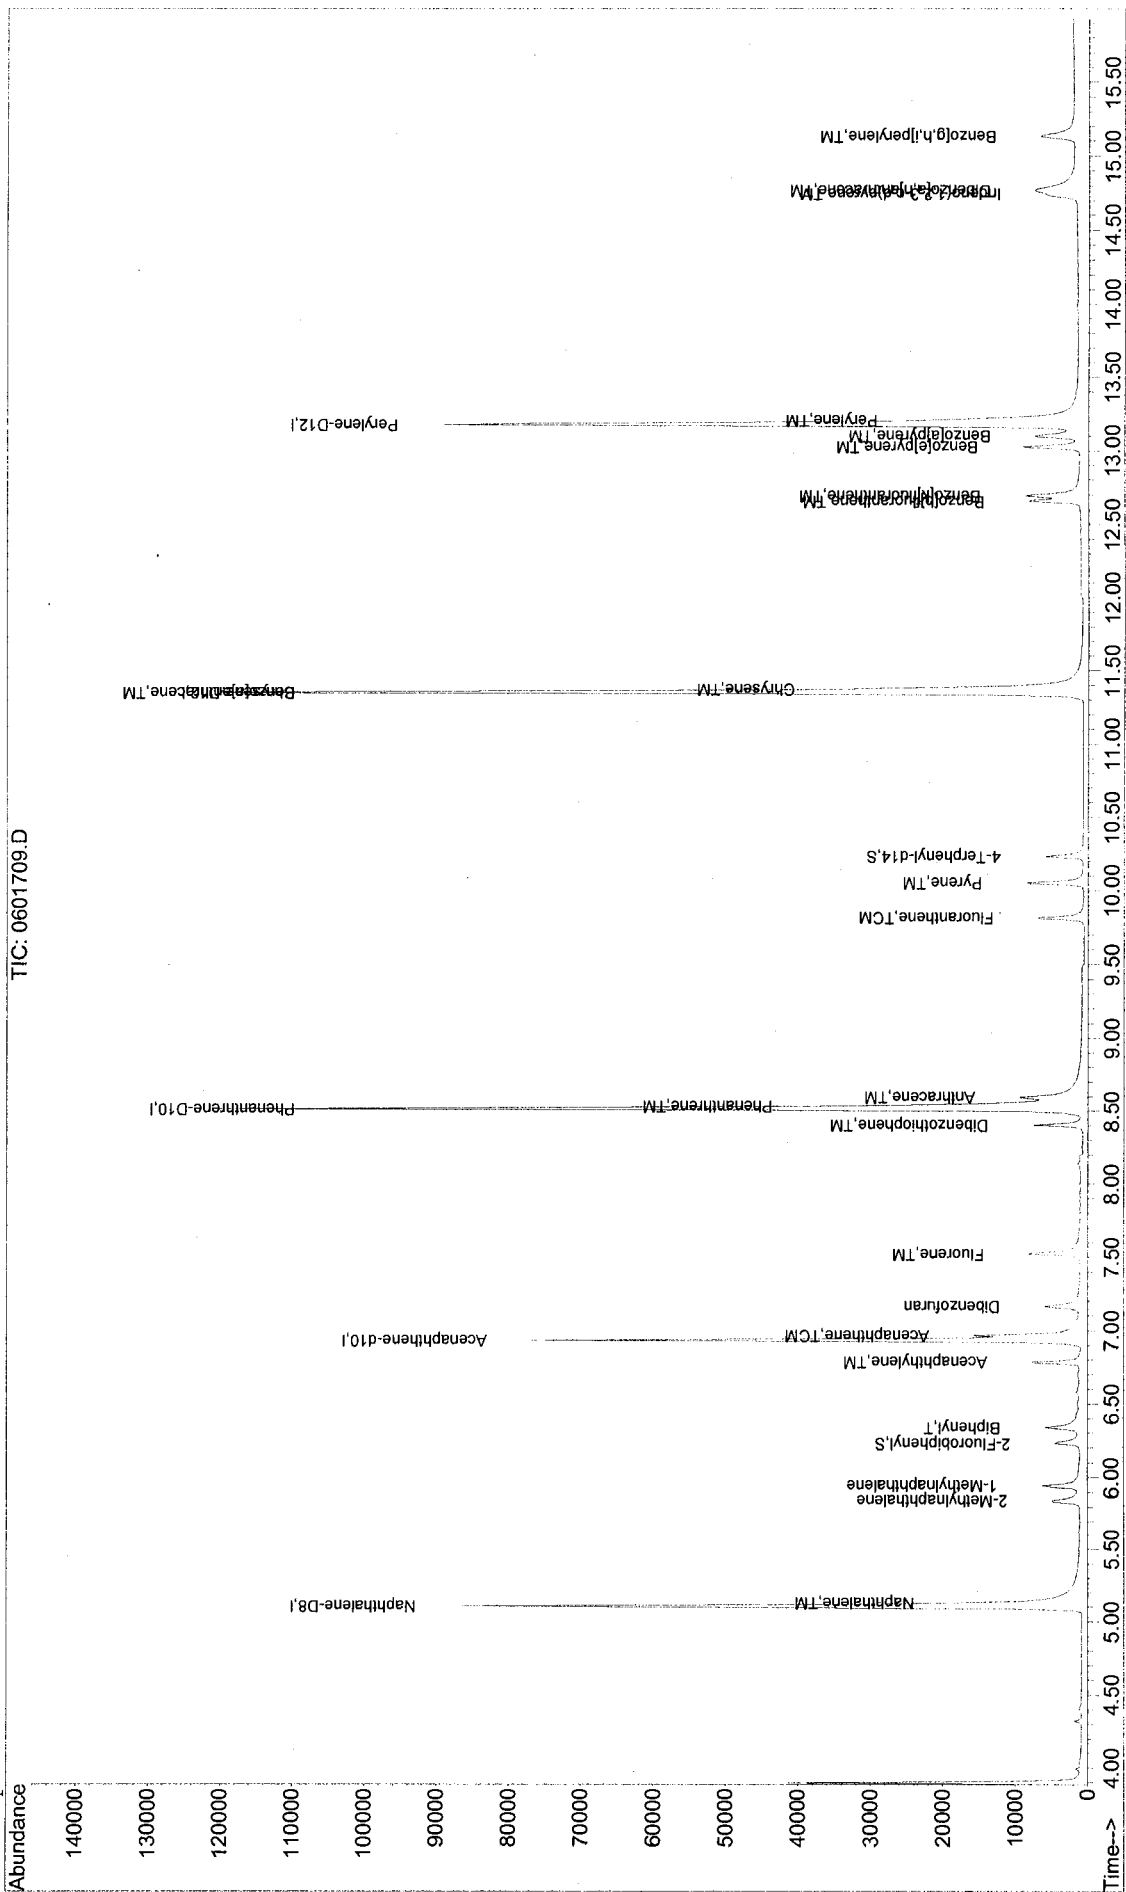 Abundance
TIC: 0601709.D
140000
130000
120000
110000
100000
90000
80000
70000
60000
50000
40000
30000
20000
10000
0
Naphthalene-D8,I
Naphthalene,TM
2-Methylnaphthalene
1-Methylnaphthalene
2-Fluorobiphenyl,S
Biphenyl,T
Acenaphthylene,TM
Acenaphthene-d10,I
Acenaphthene,TCM
Dibenzofuran
Fluorene,TM
Dibenzothiophene,TM
Phenanthrene-D10,I
Phenanthrene,TM
Anthracene,TM
Fluoranthene,TCM
Pyrene,TM
4-Terphenyl-d14,S
Chrysene,TM
Benzo[b]fluoranthene,TM
Benzo[k]fluoranthene,TM
Benzo[e]pyrene,TM
Benzo[a]pyrene,TM
Perylene-D12,I
Perylene,TM
Benzo[g,h,i]perylene,TM
Time-->
4.00
4.50
5.00
5.50
6.00
6.50
7.00
7.50
8.00
8.50
9.00
9.50
10.00
10.50
11.00
11.50
12.00
12.50
13.00
13.50
14.00
14.50
15.00
15.50